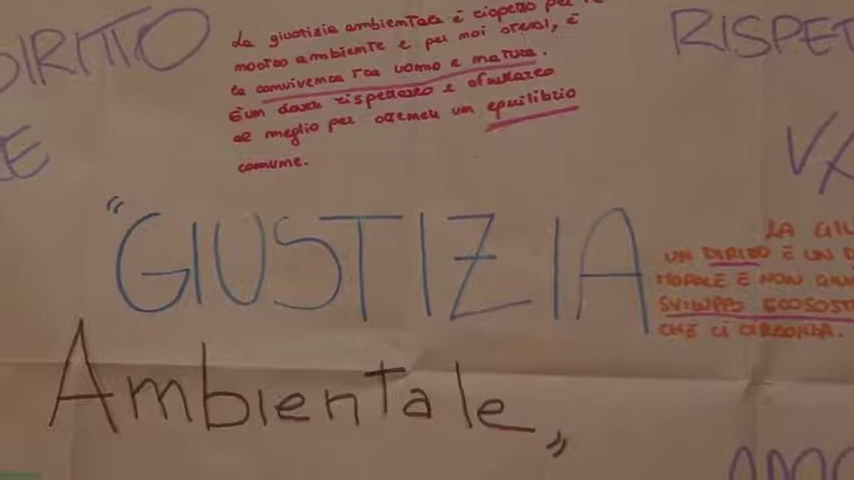 DIRITTO
La giustizia ambientale è rispetto per
nostro ambiente e per noi stessi, è
la convivenza tra uomo e natura.
È un dover rispettarlo e sfruttarlo
al meglio per ottenere un equilibrio
comune.
RISPET
"GIUSTIZIA
Ambientale"
LA GIU
UN DIRITTO È UN D
MORALE E NON
SVILUPPO ECOSOST
CHE CI CIRCONDA.